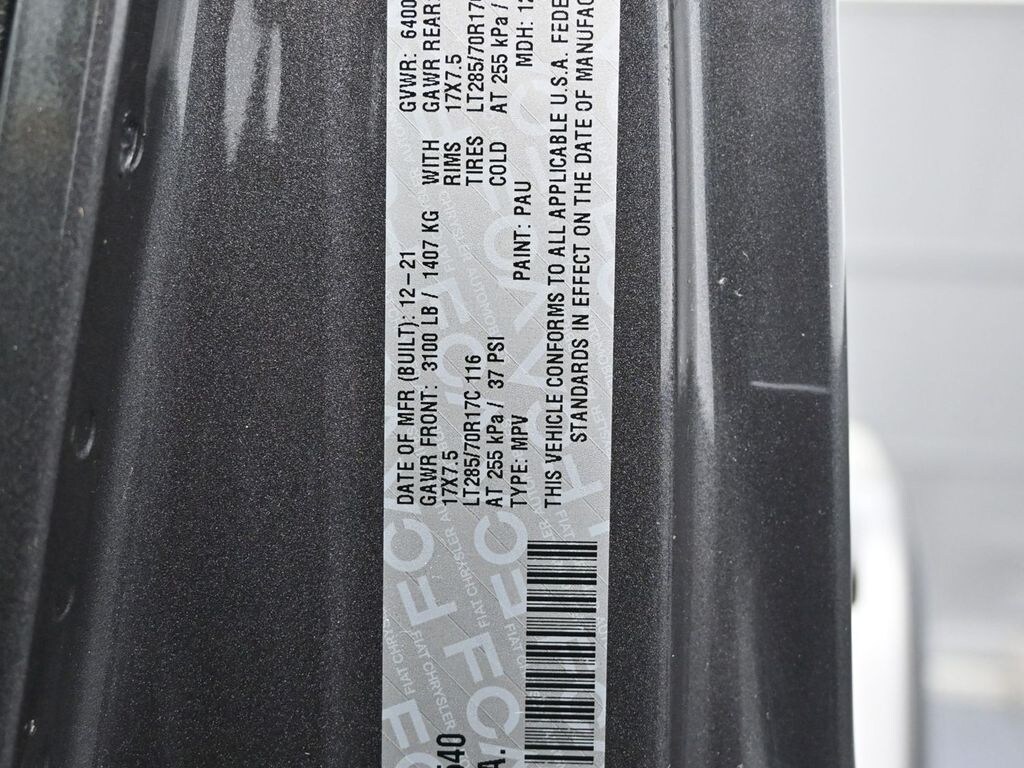 DATE OF MFR (BUILT): 12-21 GVWR: 6400
GAWR FRONT: 3100 LB / 1407 KG WITH GAWR REAR:
17X7.5 RIMS 17X7.5
LT285/70R17C 116 TIRES LT285/70R17
AT 255 kPa / 37 PSI COLD AT 255 kPa /
TYPE: MPV PAINT: PAU MDH: 12
THIS VEHICLE CONFORMS TO ALL APPLICABLE U.S.A. FEDE
STANDARDS IN EFFECT ON THE DATE OF MANUFAC
540
A.